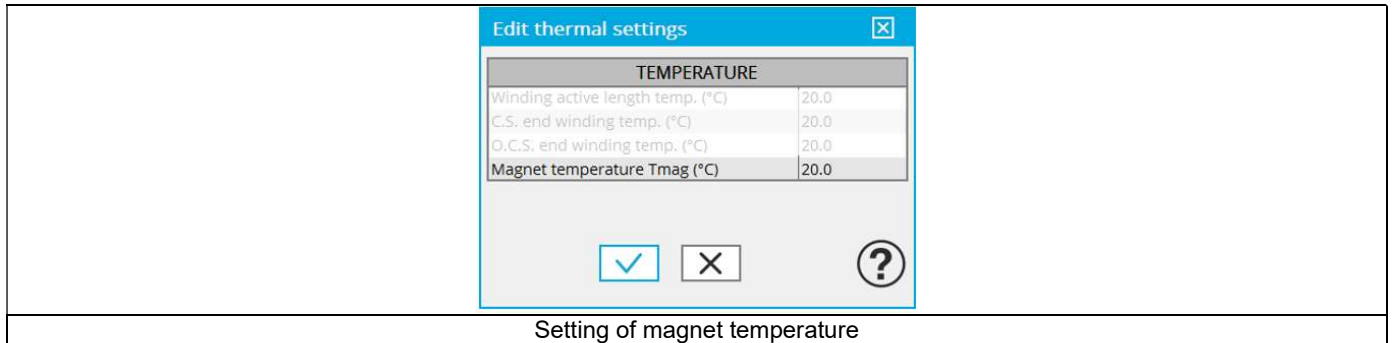 Edit thermal settings
TEMPERATURE
Winding active length temp. (°C) 20.0
C.S. end winding temp. (°C) 20.0
O.C.S. end winding temp. (°C) 20.0
Magnet temperature Tmag (°C) 20.0
?
Setting of magnet temperature